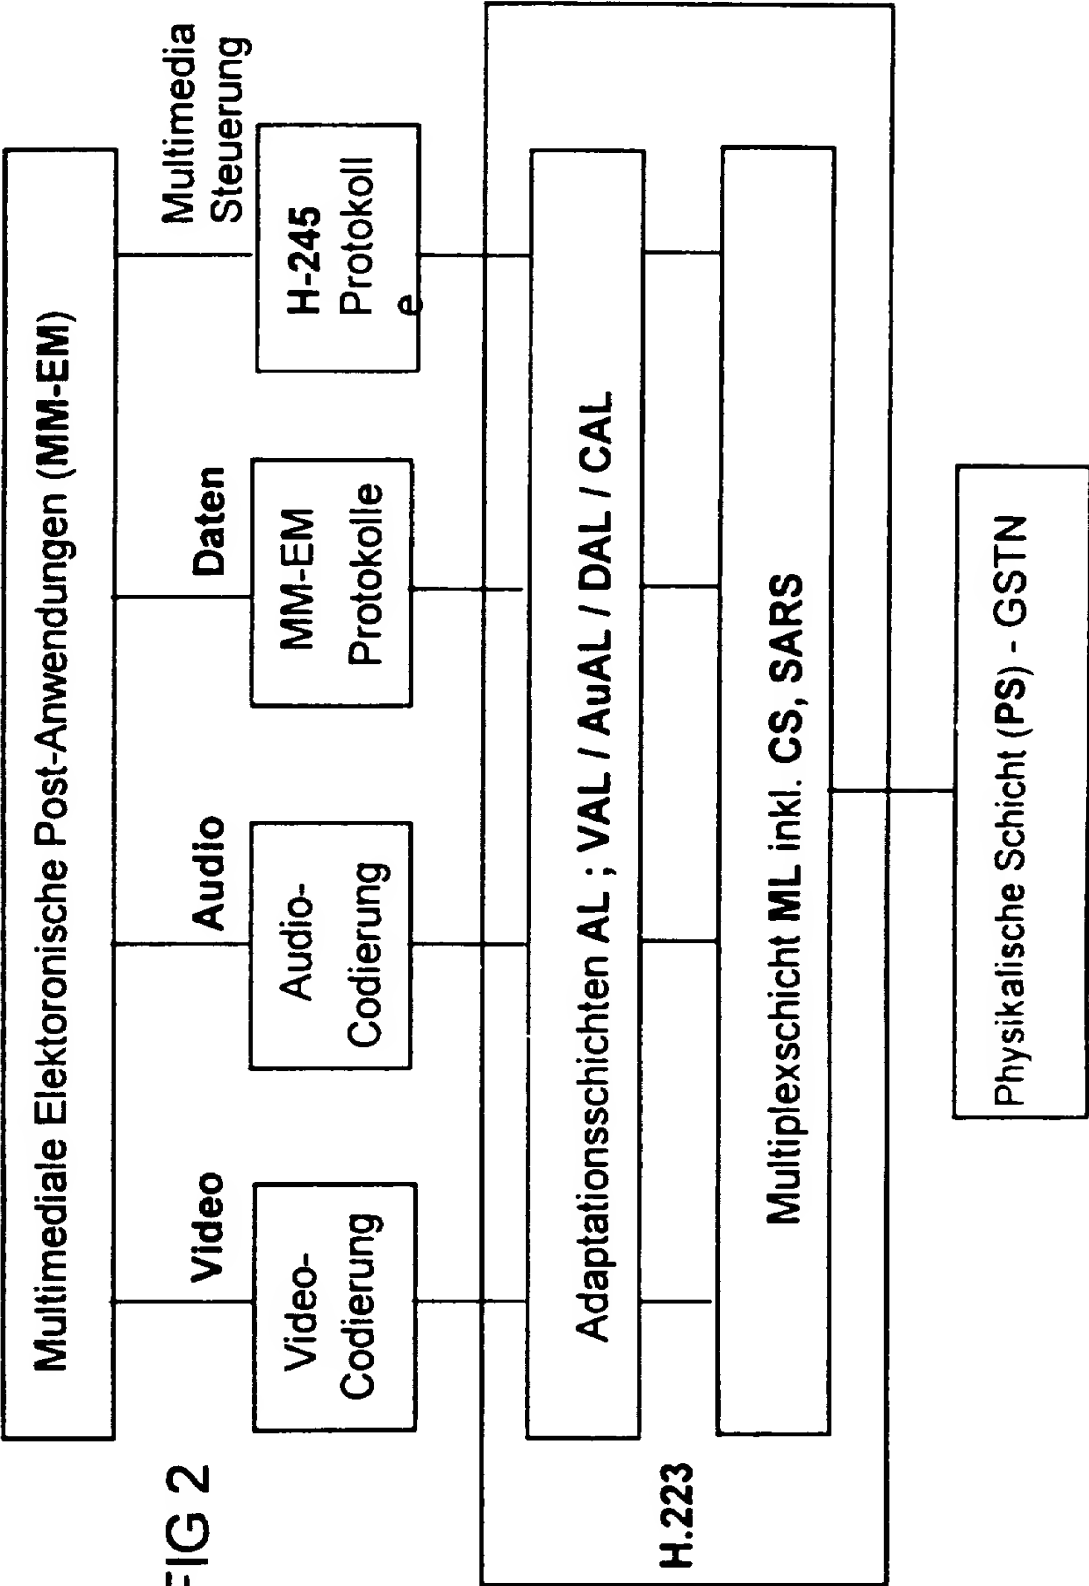 FIG 2
Multimediale Elektoronische Post-Anwendungen (MM-EM)
Video
Audio
Daten
Multimedia
Steuerung
Video-
Codierung
Audio-
Codierung
MM-EM
Protokolle
H-245
Protokoll
e
H.223
Adaptationsschichten AL ; VAL / AuAL / DAL / CAL
Multiplexschicht ML inkl. CS, SARS
Physikalische Schicht (PS) - GSTN